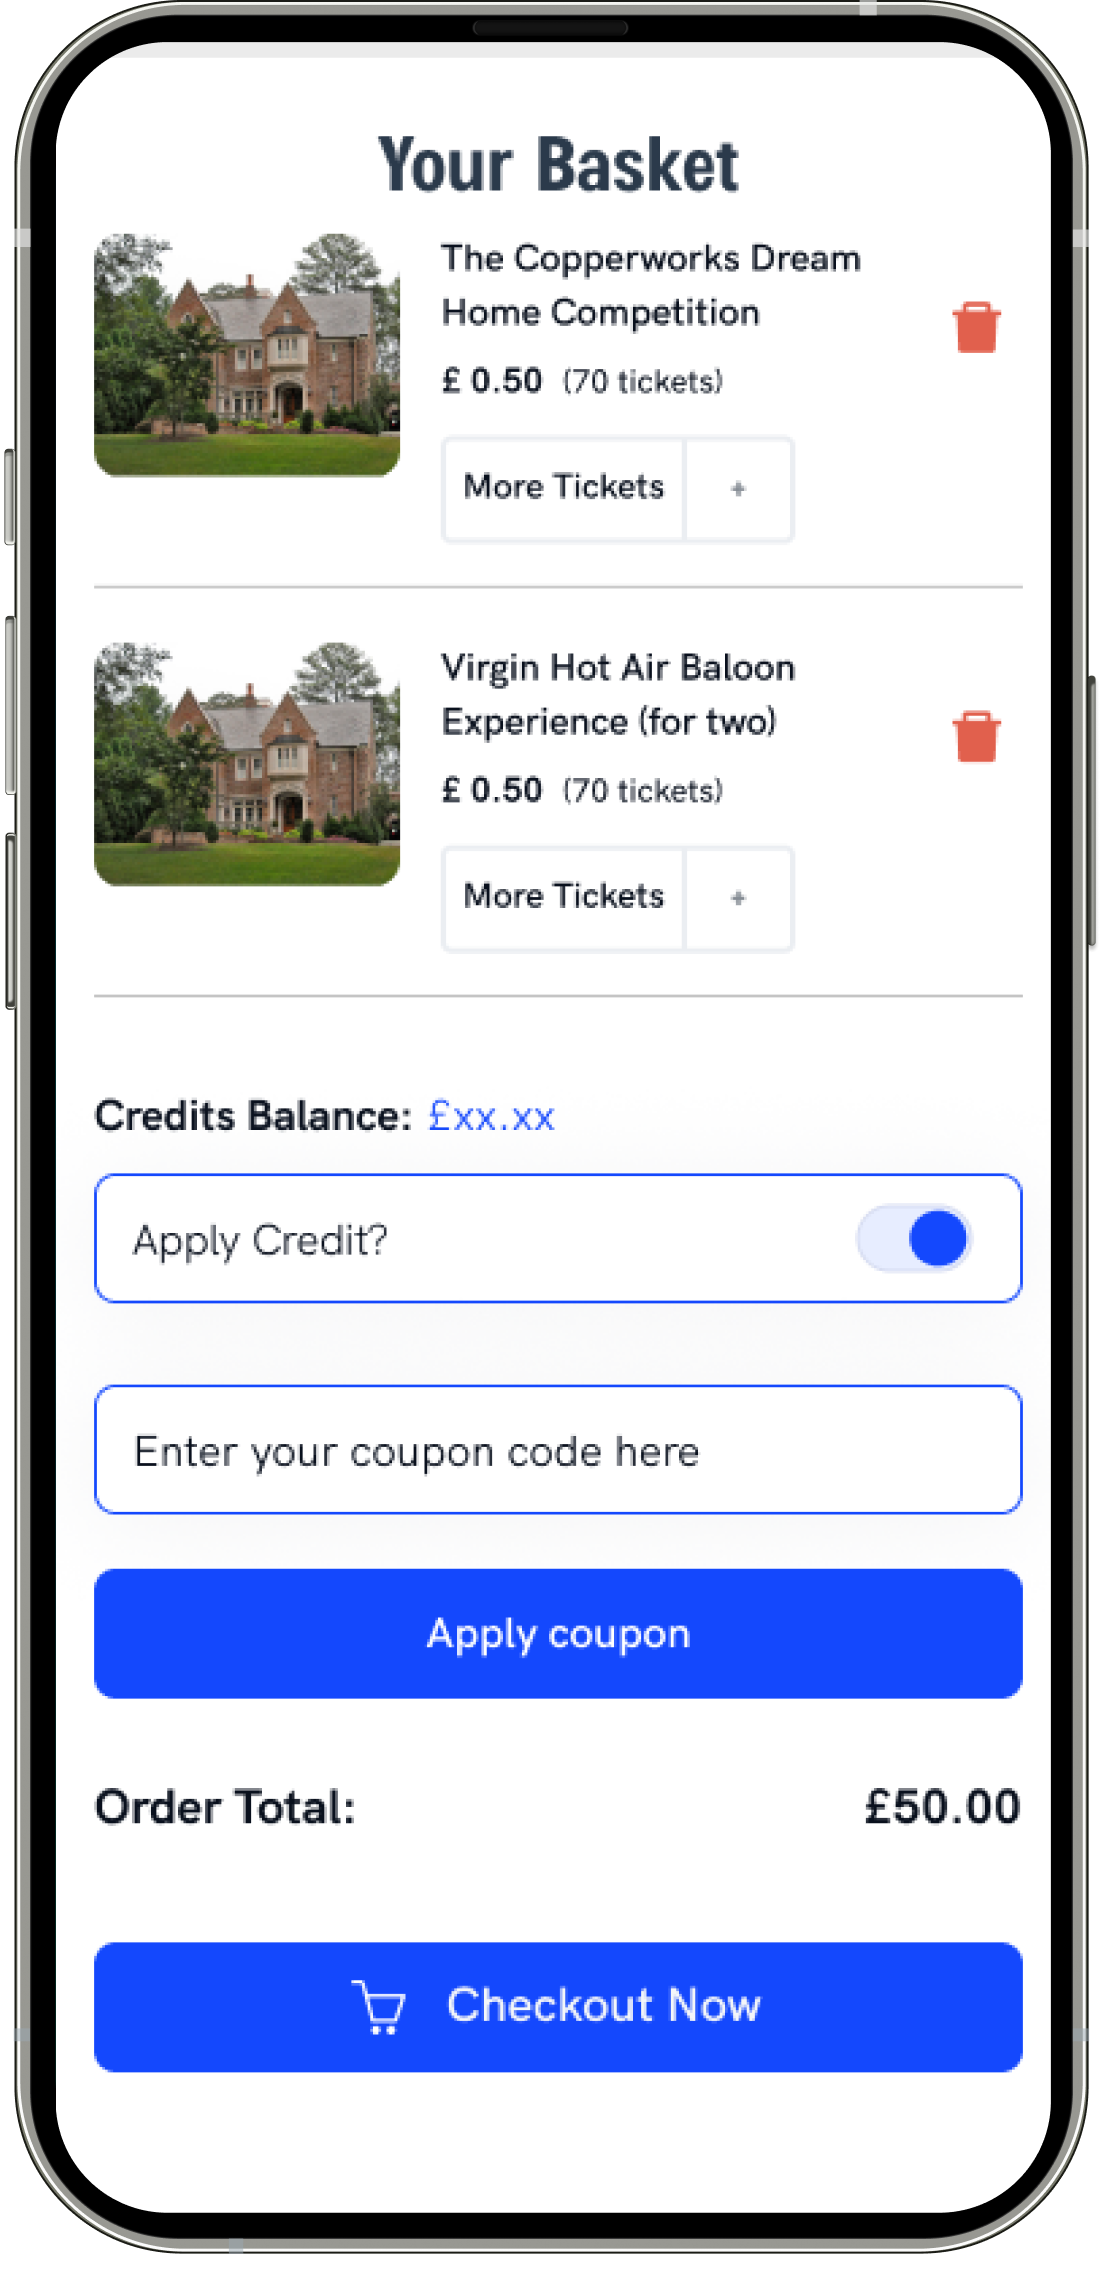 Your Basket
The Copperworks Dream
Home Competition
£ 0.50 (70 tickets)
More Tickets +
Virgin Hot Air Baloon
Experience (for two)
£ 0.50 (70 tickets)
More Tickets +
Credits Balance: £xx.xx
Apply Credit?
Enter your coupon code here
Apply coupon
Order Total: £50.00
Checkout Now